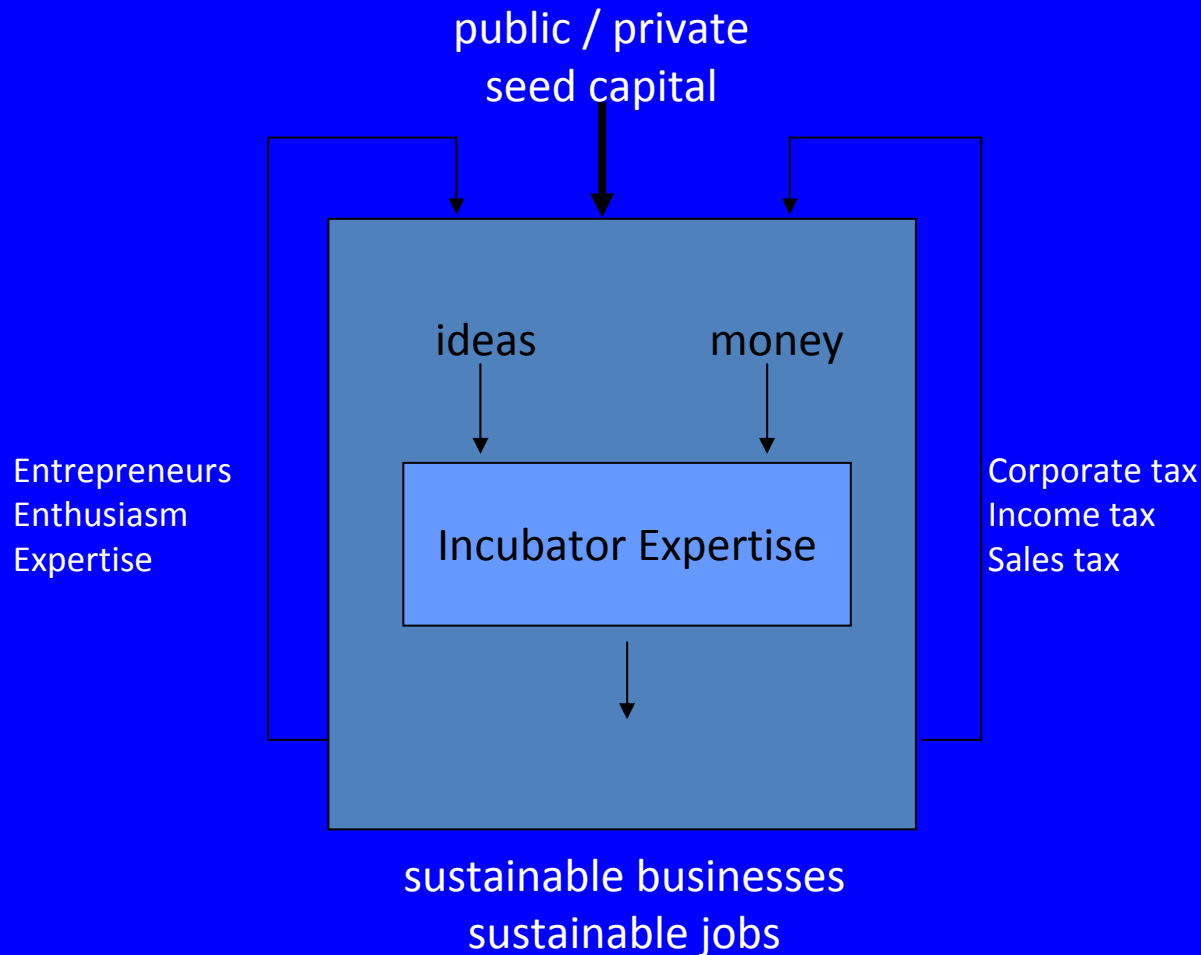 public / private
seed capital
ideas
money
Entrepreneurs
Enthusiasm
Expertise
Incubator Expertise
Corporate tax
Income tax
Sales tax
sustainable businesses
sustainable jobs